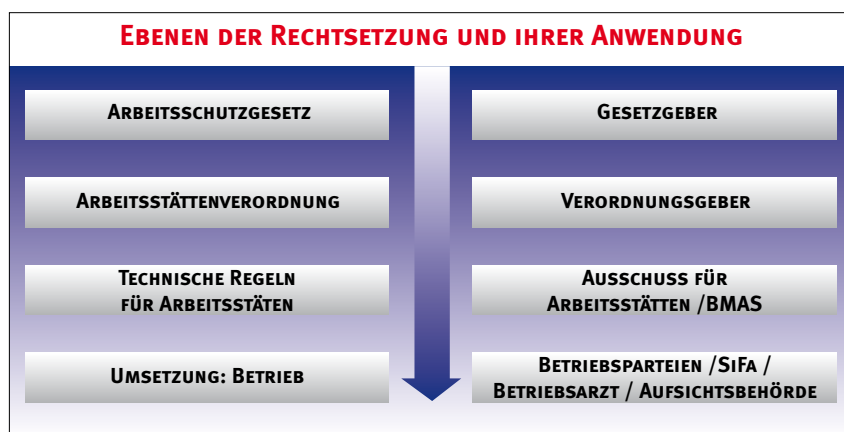 Ebenen der Rechtsetzung und ihrer Anwendung
Arbeitsschutzgesetz
Gesetzgeber
Arbeitsstättenverordnung
Verordnungsgeber
Technische Regeln
für Arbeitsstäten
Ausschuss für
Arbeitsstätten /BMAS
Umsetzung: Betrieb
Betriebsparteien /SiFa /
Betriebsarzt / Aufsichtsbehörde